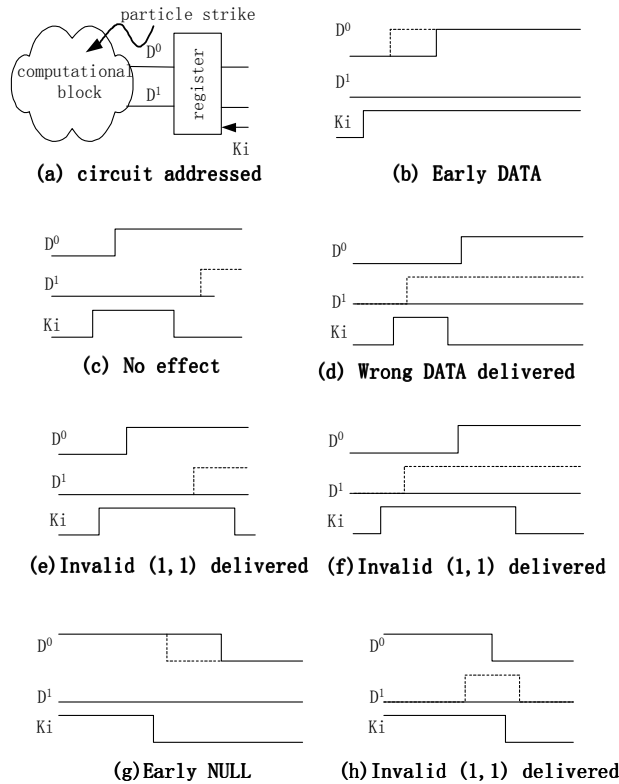 particle strike
D⁰
computational
block
D¹
register
Ki
(a) circuit addressed
D⁰
D¹
Ki
(b) Early DATA
D⁰
D¹
Ki
(c) No effect
D⁰
D¹
Ki
(d) Wrong DATA delivered
D⁰
D¹
Ki
(e)Invalid (1,1) delivered
D⁰
D¹
Ki
(f)Invalid (1,1) delivered
D⁰
D¹
Ki
(g)Early NULL
D⁰
D¹
Ki
(h)Invalid (1,1) delivered